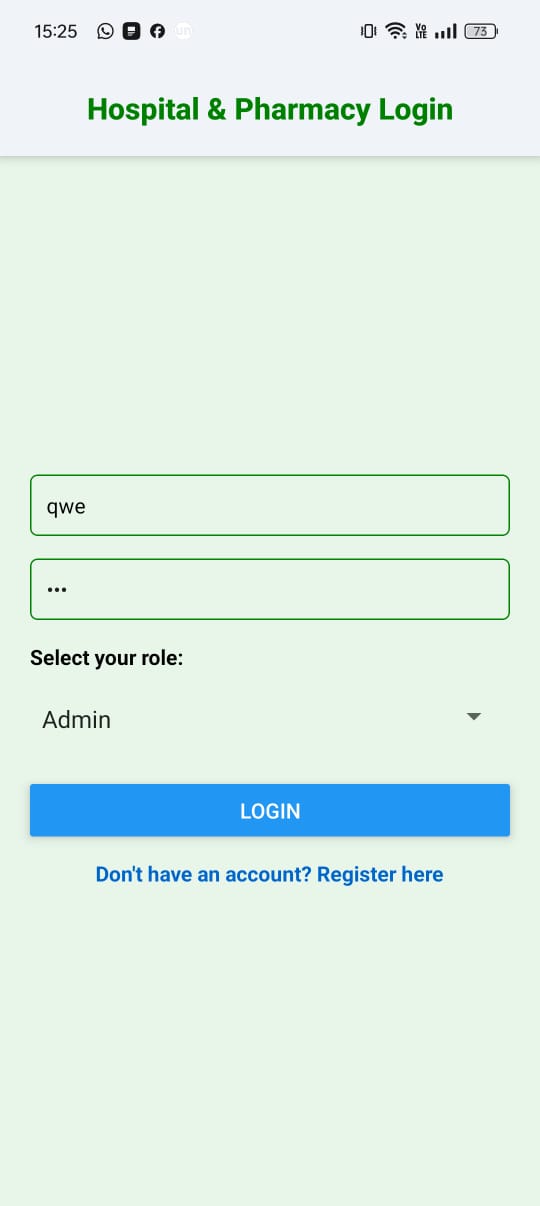 15:25 VO LTE 73
Hospital & Pharmacy Login
qwe
•••
Select your role:
Admin
LOGIN
Don't have an account? Register here